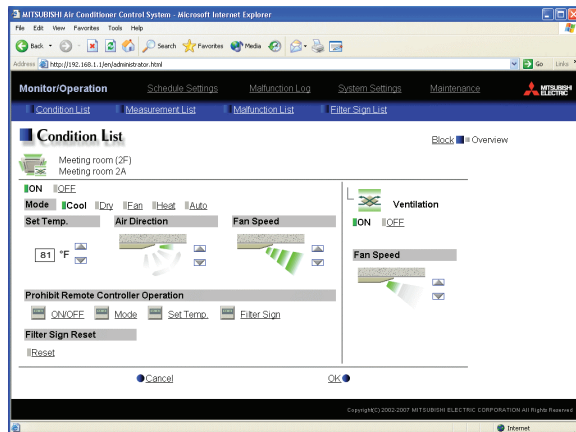 MITSUBISHI Air Conditioner Control System - Microsoft Internet Explorer
File Edit View Favorites Tools Help
Back Search Favorites Media
Address http://192.168.1.1/en/administrator.html Go Links
Monitor/Operation Schedule Settings Malfunction Log System Settings Maintenance MITSUBISHI ELECTRIC
Condition List Measurement List Malfunction List Filter Sign List
Condition List
Block Overview
Meeting room (2F)
Meeting room 2A
ON OFF
Mode Cool Dry Fan Heat Auto
Set Temp. Air Direction Fan Speed
81 °F
Ventilation
ON OFF
Fan Speed
Prohibit Remote Controller Operation
ON/OFF Mode Set Temp. Filter Sign
Filter Sign Reset
Reset
Cancel OK
Copyright(C) 2002-2007 MITSUBISHI ELECTRIC CORPORATION All Rights Reserved
Internet